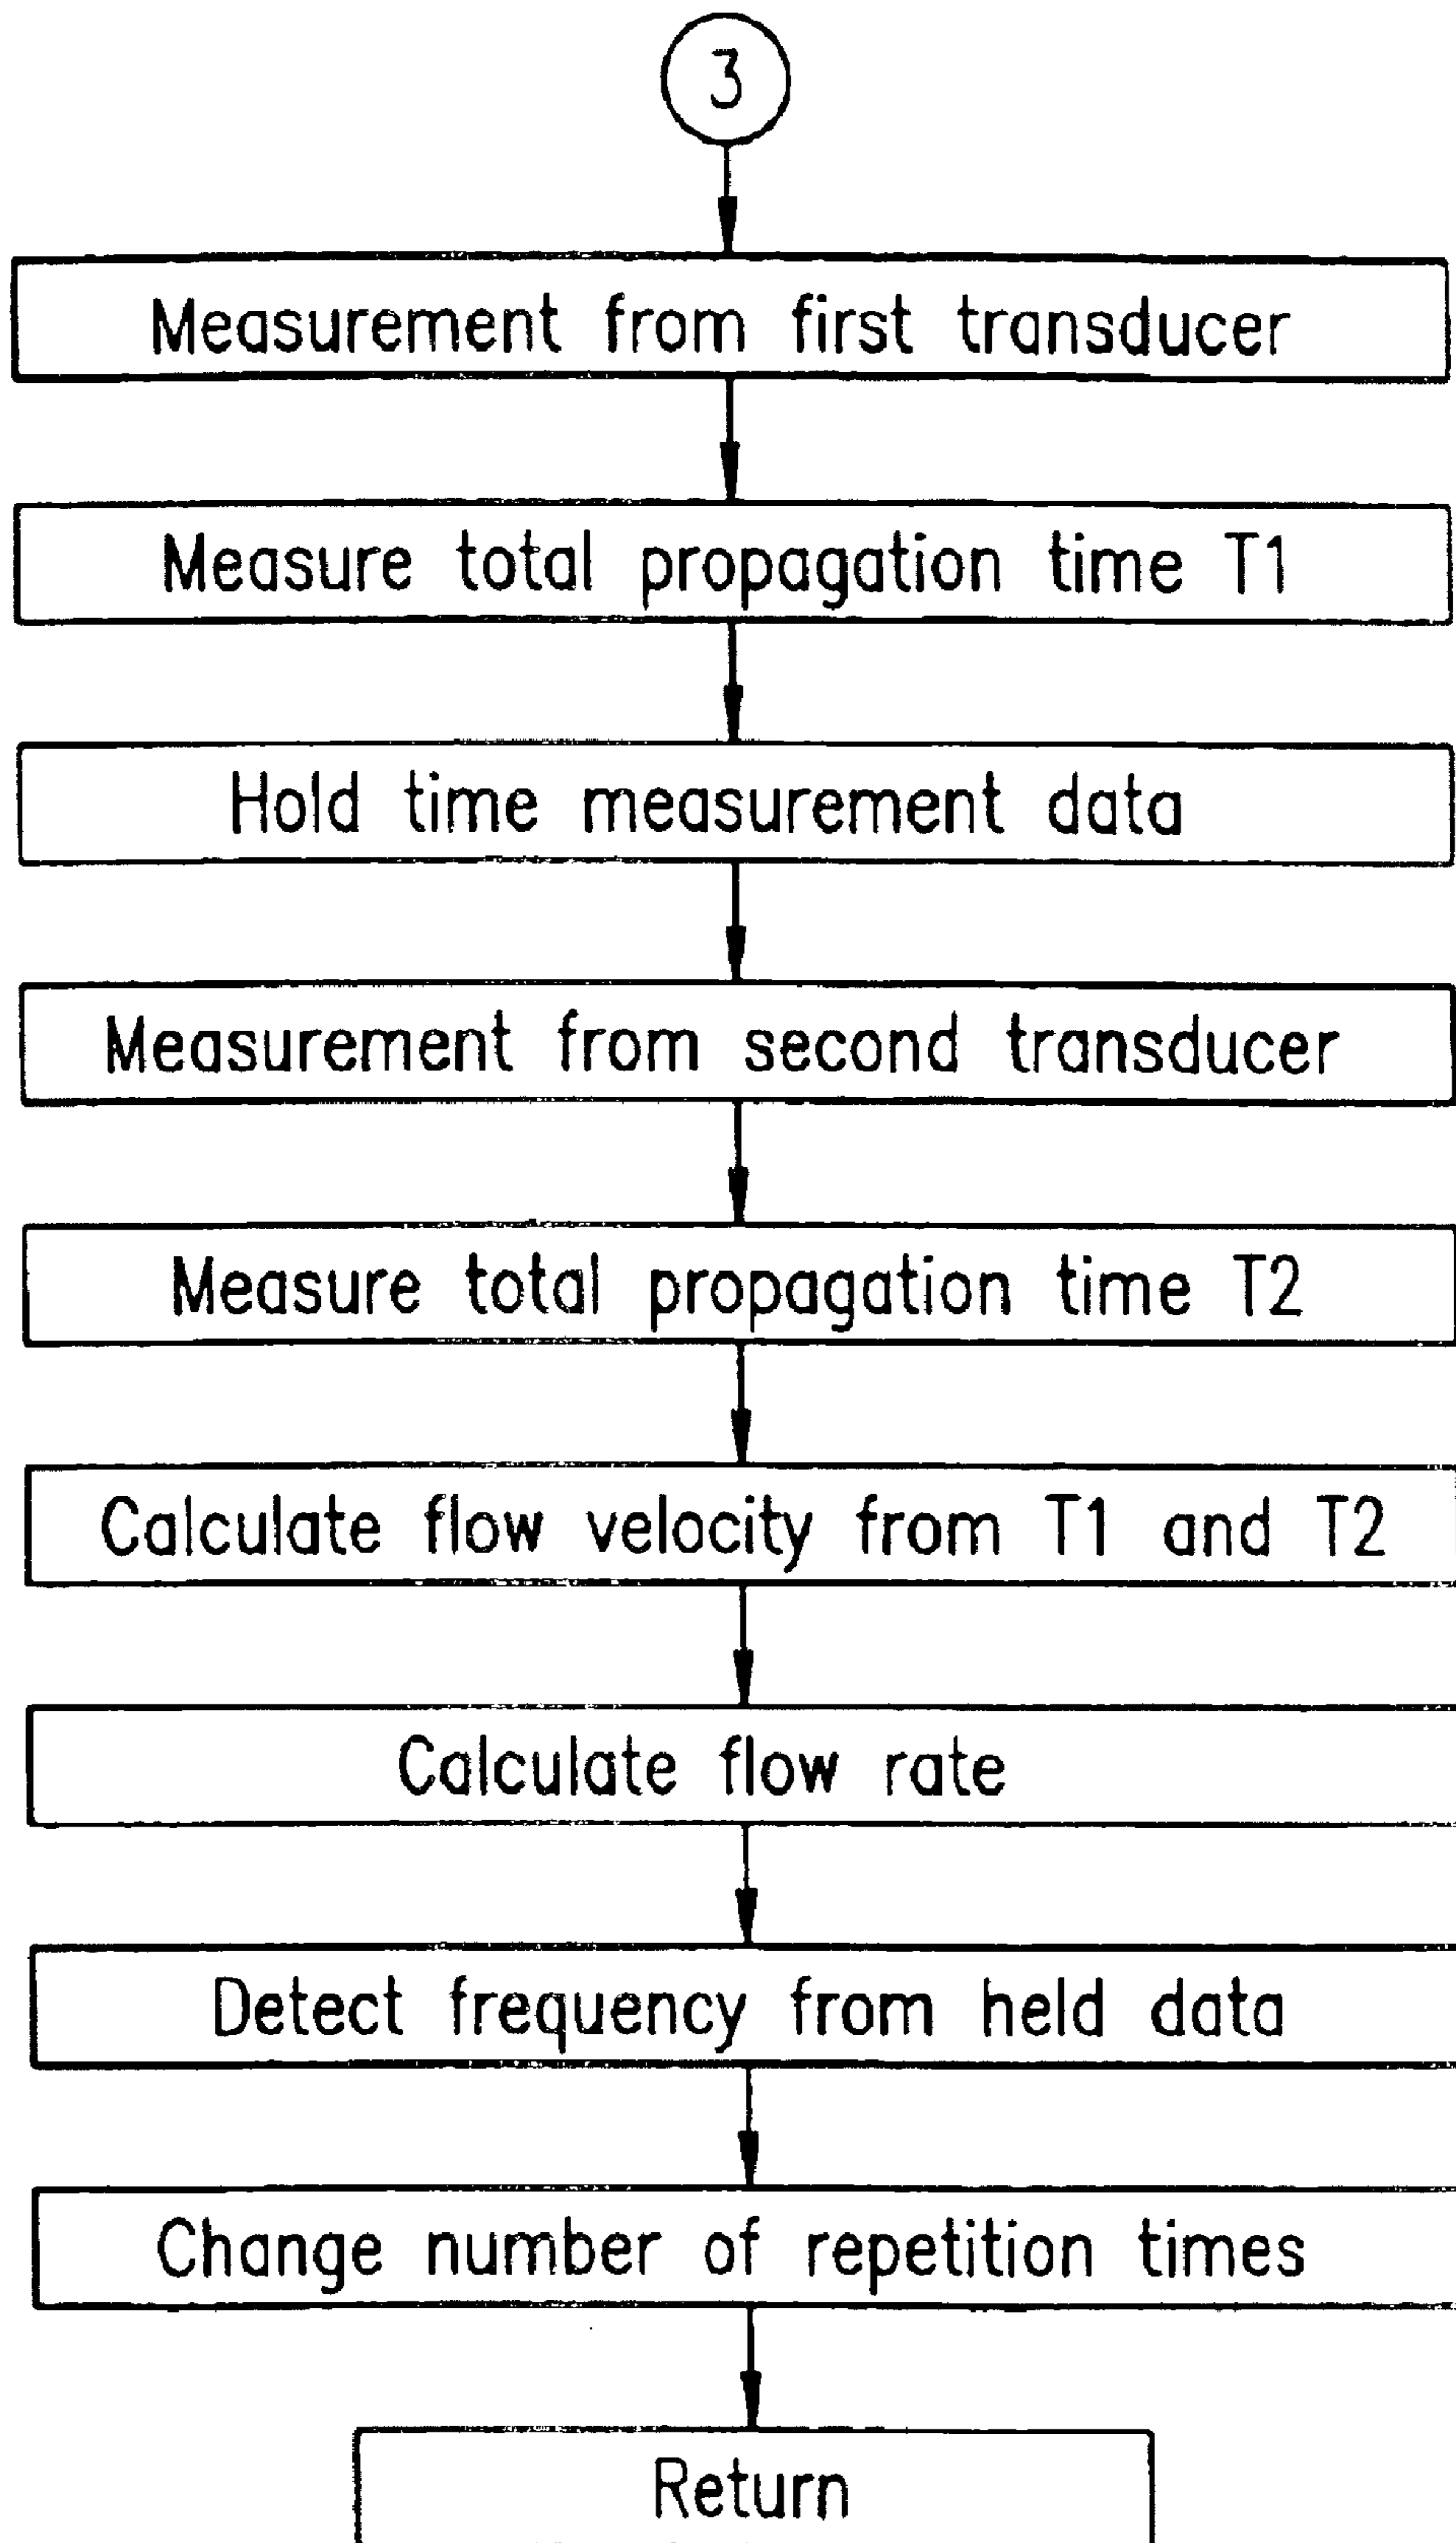 3
Measurement from first transducer
Measure total propagation time T1
Hold time measurement data
Measurement from second transducer
Measure total propagation time T2
Calculate flow velocity from T1 and T2
Calculate flow rate
Detect frequency from held data
Change number of repetition times
Return